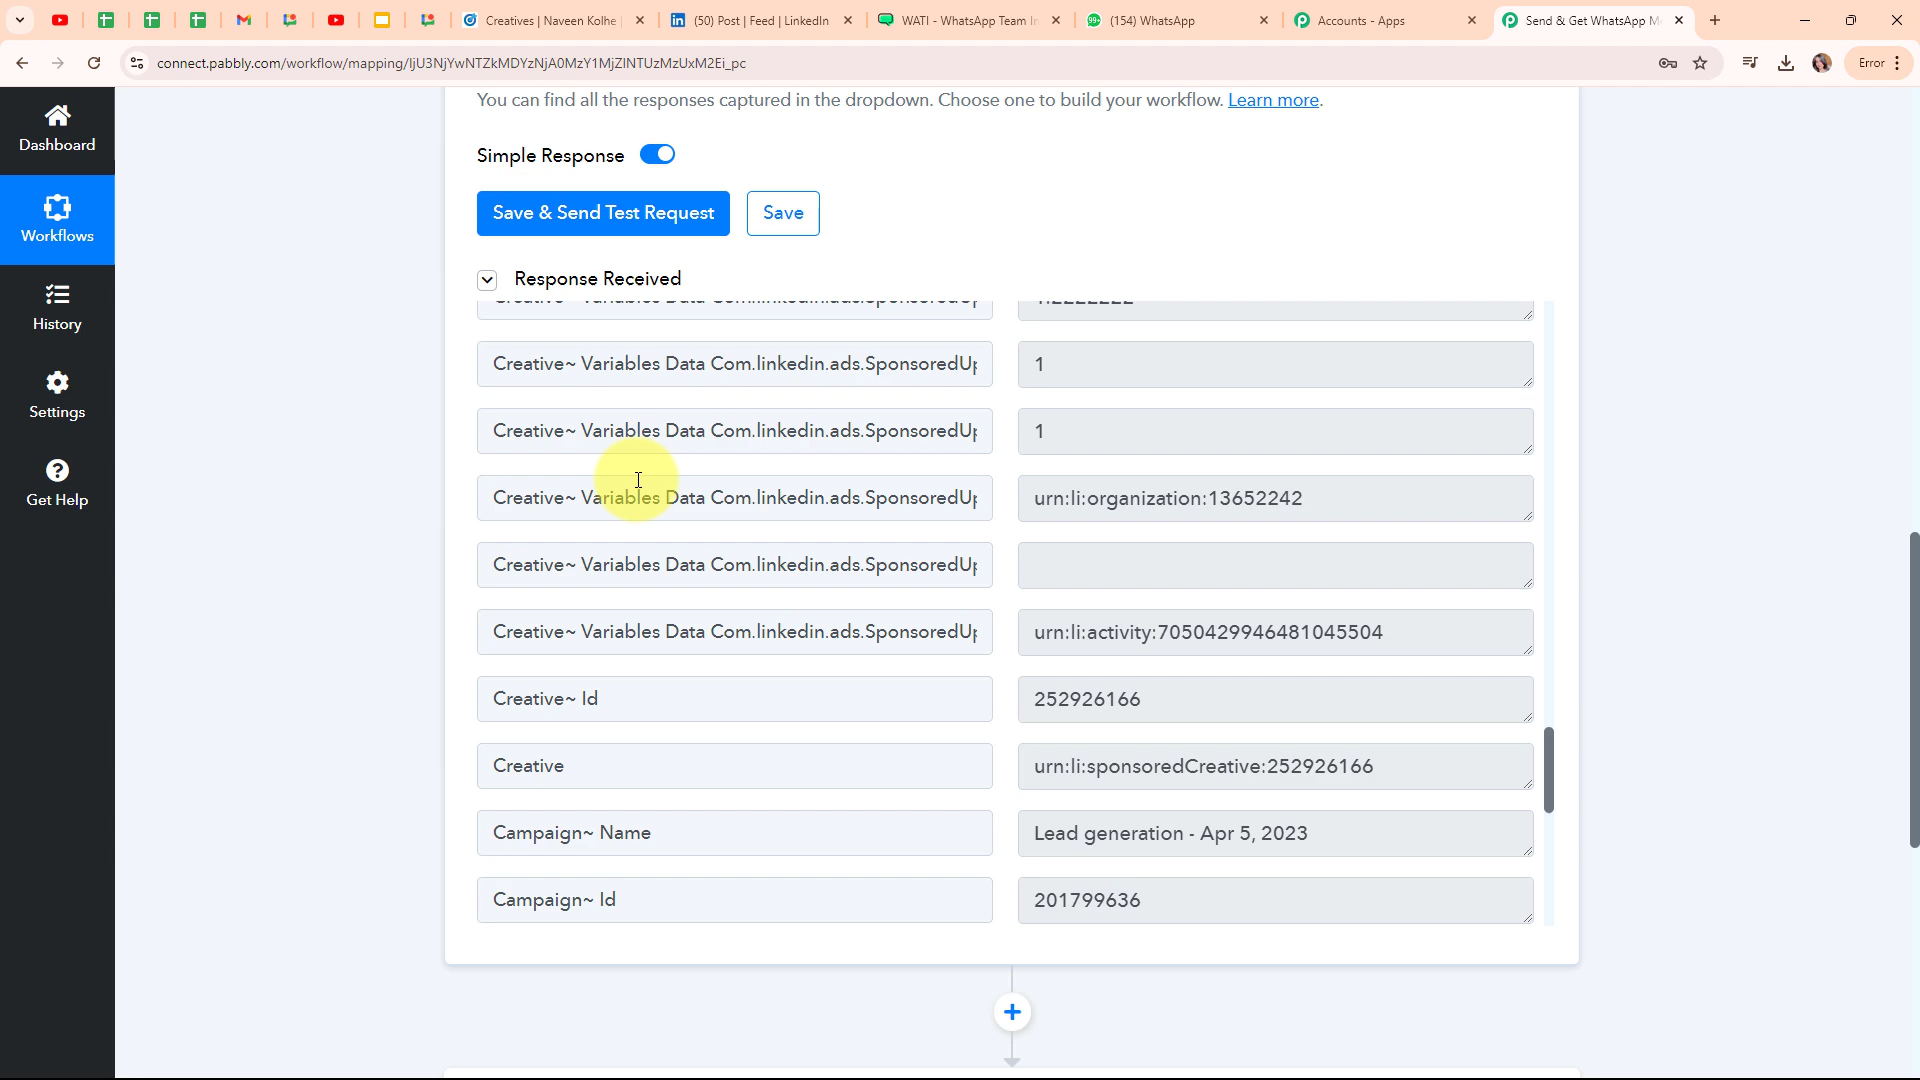 Creatives | Naveen Kolhe
(50) Post | Feed | LinkedIn
WATI - WhatsApp Team In
(154) WhatsApp
Accounts - Apps
Send & Get WhatsApp M
connect.pabbly.com/workflow/mapping/IjU3NjYwNTZkMDYzNjA0MzY1MjZlNTUzMzUxM2Ei_pc
Error
Dashboard
Workflows
History
Settings
Get Help
You can find all the responses captured in the dropdown. Choose one to build your workflow. Learn more.
Simple Response
Save & Send Test Request
Save
Response Received
Creative~ Variables Data Com.linkedin.ads.SponsoredUp
1
Creative~ Variables Data Com.linkedin.ads.SponsoredUp
1
Creative~ Variables Data Com.linkedin.ads.SponsoredUp
urn:li:organization:13652242
Creative~ Variables Data Com.linkedin.ads.SponsoredUp
Creative~ Variables Data Com.linkedin.ads.SponsoredUp
urn:li:activity:7050429946481045504
Creative~ Id
252926166
Creative
urn:li:sponsoredCreative:252926166
Campaign~ Name
Lead generation - Apr 5, 2023
Campaign~ Id
201799636